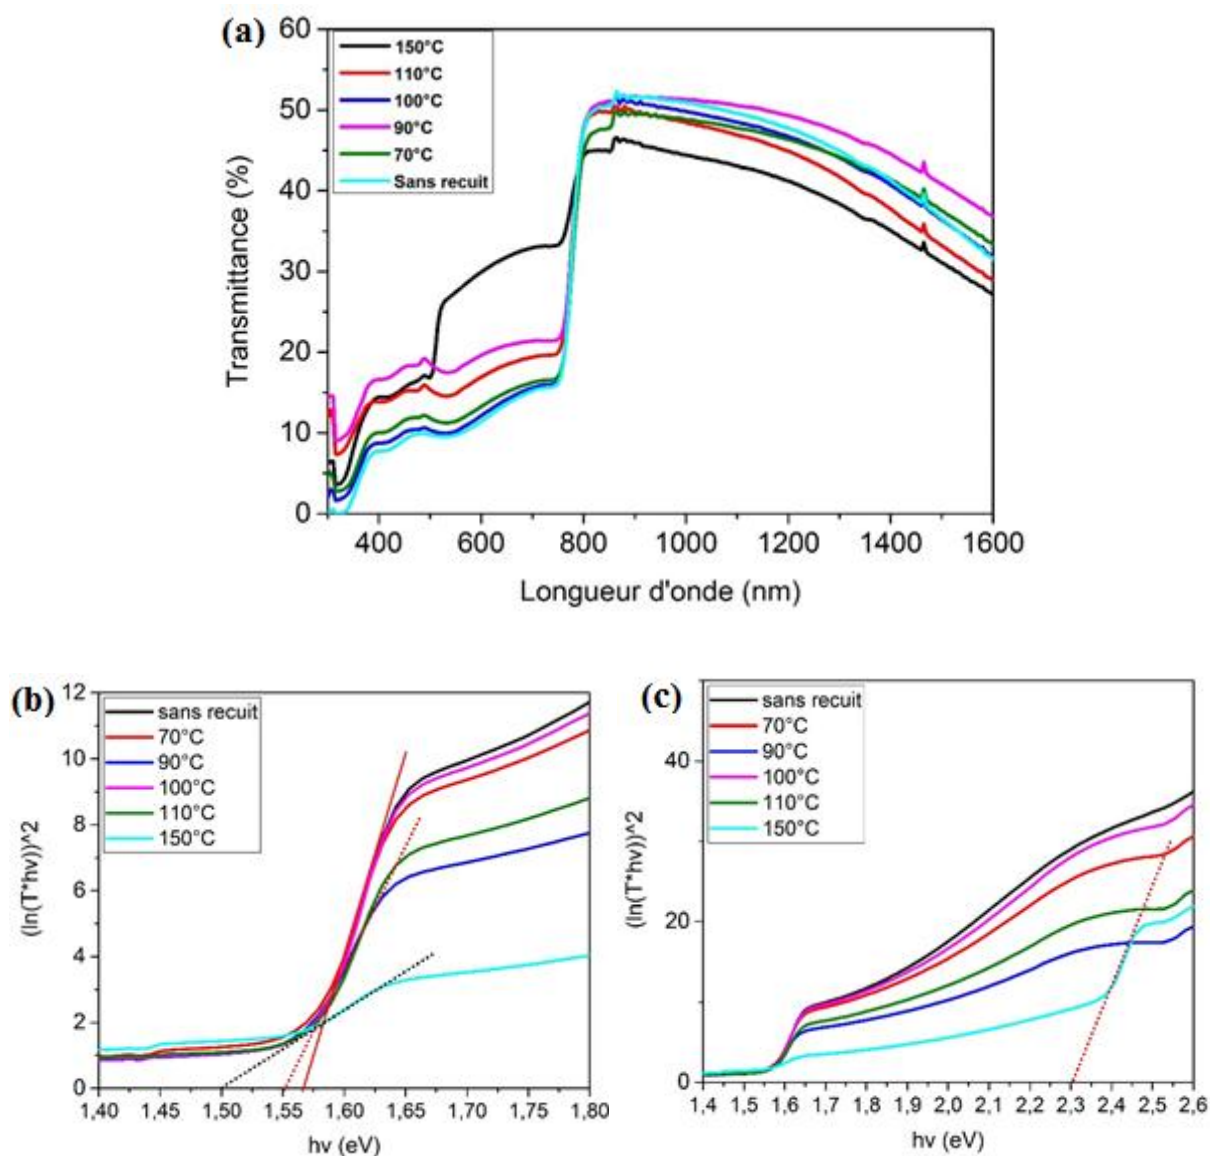 (a)
60
50
40
30
20
10
0
Transmittance (%)
150°C
110°C
100°C
90°C
70°C
Sans recuit
400 600 800 1000 1200 1400 1600
Longueur d'onde (nm)
(b)
12
10
8
6
4
2
0
(ln(T*hv))^2
sans recuit
70°C
90°C
100°C
110°C
150°C
1,40 1,45 1,50 1,55 1,60 1,65 1,70 1,75 1,80
hv (eV)
(c)
40
20
0
(ln(T*hv))^2
sans recuit
70°C
90°C
100°C
110°C
150°C
1,4 1,5 1,6 1,7 1,8 1,9 2,0 2,1 2,2 2,3 2,4 2,5 2,6
hv (eV)